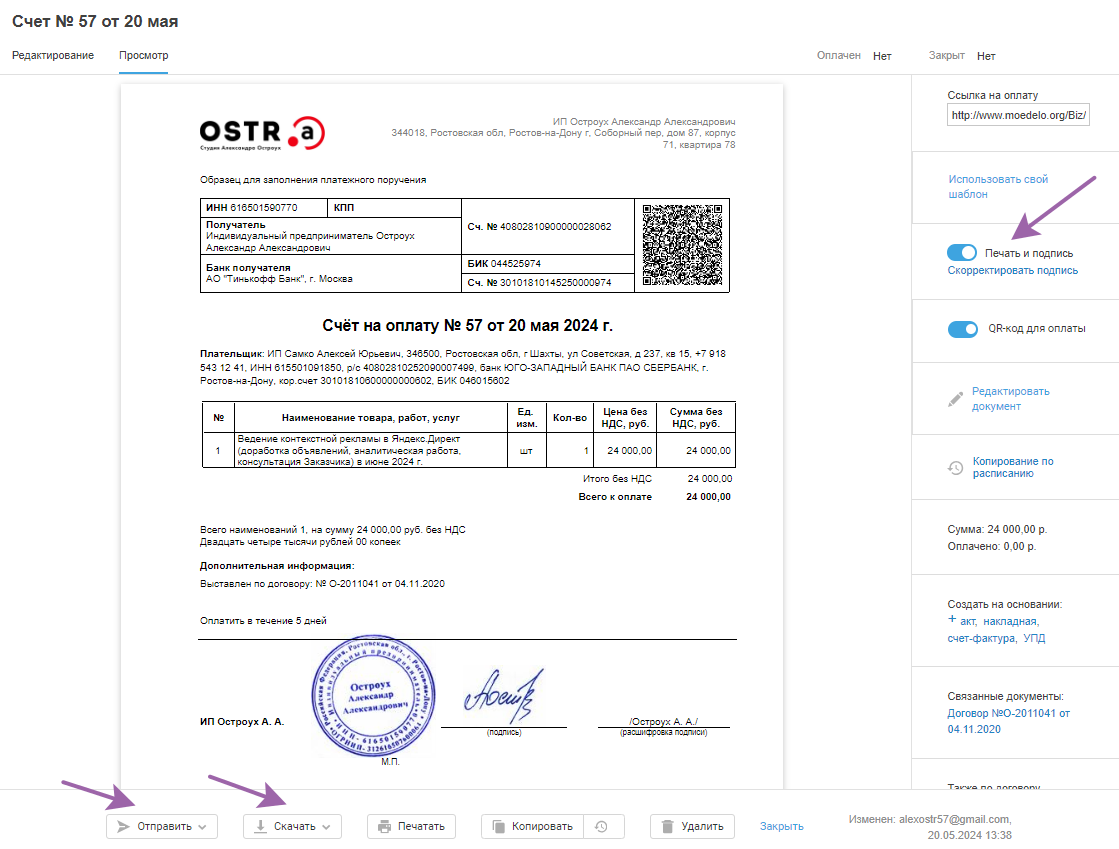 Счет № 57 от 20 мая
Редактирование Просмотр Оплачен Нет Закрыт Нет
OSTR.a
Студия Александра Остроух
ИП Остроух Александр Александрович
344018, Ростовская обл, Ростов-на-Дону г, Соборный пер, дом 87, корпус
71, квартира 78
Образец для заполнения платежного поручения
ИНН 616501590770 КПП
Получатель
Индивидуальный предприниматель Остроух
Александр Александрович
Сч. № 40802810900000028062
Банк получателя
АО "Тинькофф Банк", г. Москва
БИК 044525974
Сч. № 30101810145250000974
Счёт на оплату № 57 от 20 мая 2024 г.
Плательщик: ИП Самко Алексей Юрьевич, 346500, Ростовская обл, г Шахты, ул Советская, д 237, кв 15, +7 918
543 12 41, ИНН 615501091850, р/с 40802810252090007499, банк ЮГО-ЗАПАДНЫЙ БАНК ПАО СБЕРБАНК, г.
Ростов-на-Дону, кор.счет 30101810600000000602, БИК 046015602
№ Наименование товара, работ, услуг Ед. изм. Кол-во Цена без НДС, руб. Сумма без НДС, руб.
1 Ведение контекстной рекламы в Яндекс.Директ
(доработка объявлений, аналитическая работа,
консультация Заказчика) в июне 2024 г.
шт 1 24 000,00 24 000,00
Итого без НДС 24 000,00
Всего к оплате 24 000,00
Всего наименований 1, на сумму 24 000,00 руб. без НДС
Двадцать четыре тысячи рублей 00 копеек
Дополнительная информация:
Выставлен по договору: № О-2011041 от 04.11.2020
Оплатить в течение 5 дней
ИП Остроух А. А.
Остроух
Александр
Александрович
(подпись)
/Остроух А. А./
(расшифровка подписи)
М.П.
Ссылка на оплату
http://www.moedelo.org/Biz/
Использовать свой
шаблон
Печать и подпись
Скорректировать подпись
QR-код для оплаты
Редактировать
документ
Копирование по
расписанию
Сумма: 24 000,00 р.
Оплачено: 0,00 р.
Создать на основании:
+ акт, накладная,
счет-фактура, УПД
Связанные документы:
Договор №О-2011041 от
04.11.2020
Также по договору
Отправить Скачать Печатать Копировать Удалить Закрыть
Изменен: alexostr57@gmail.com,
20.05.2024 13:38